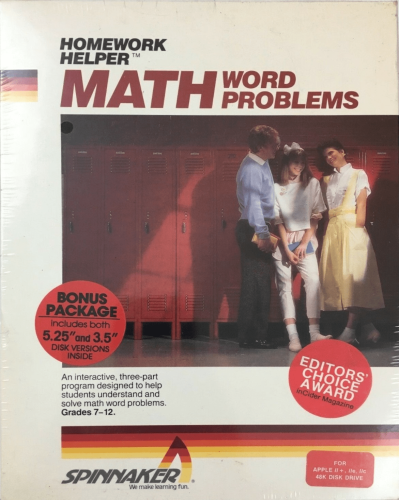 HOMEWORK
HELPER™
MATH WORD
PROBLEMS
BONUS
PACKAGE
Includes both
5.25" and 3.5"
DISK VERSIONS
INSIDE
An interactive, three-part
program designed to help
students understand and
solve math word problems.
Grades 7-12.
EDITORS'
CHOICE
AWARD
inCider Magazine
SPINNAKER
We make learning fun.
FOR
APPLE II+, IIe, IIc
48K DISK DRIVE